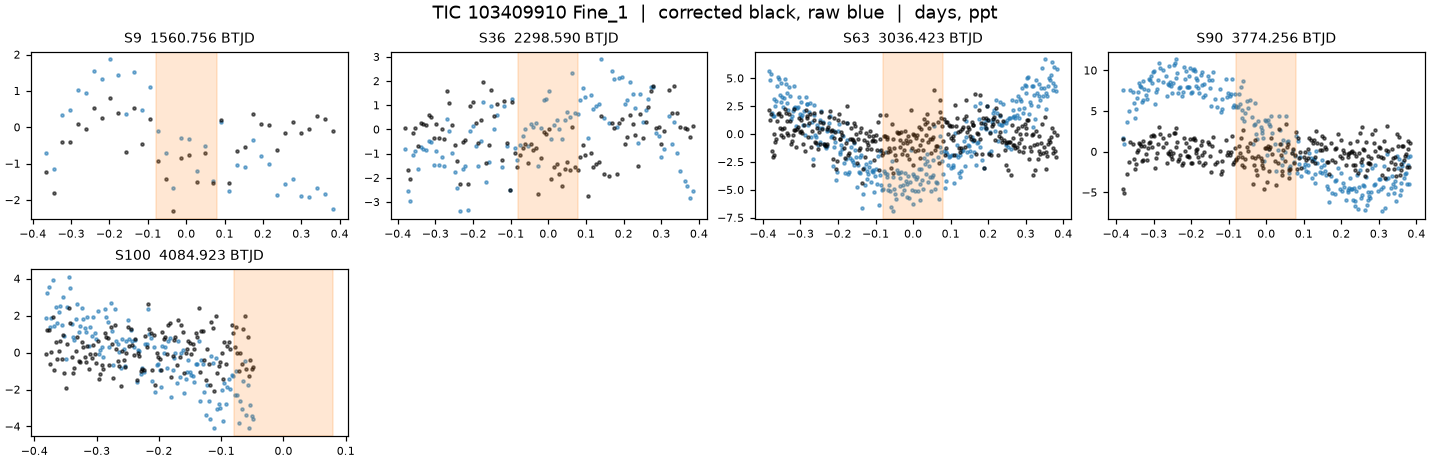 TIC 103409910 Fine_1 | corrected black, raw blue | days, ppt
S9 1560.756 BTJD
S36 2298.590 BTJD
S63 3036.423 BTJD
S90 3774.256 BTJD
2
1
0
−1
−2
−0.4 −0.3 −0.2 −0.1 0.0 0.1 0.2 0.3 0.4
3
2
1
0
−1
−2
−3
−0.4 −0.3 −0.2 −0.1 0.0 0.1 0.2 0.3 0.4
5.0
2.5
0.0
−2.5
−5.0
−7.5
−0.4 −0.3 −0.2 −0.1 0.0 0.1 0.2 0.3 0.4
10
5
0
−5
−0.4 −0.3 −0.2 −0.1 0.0 0.1 0.2 0.3 0.4
S100 4084.923 BTJD
4
2
0
−2
−4
−0.4 −0.3 −0.2 −0.1 0.0 0.1